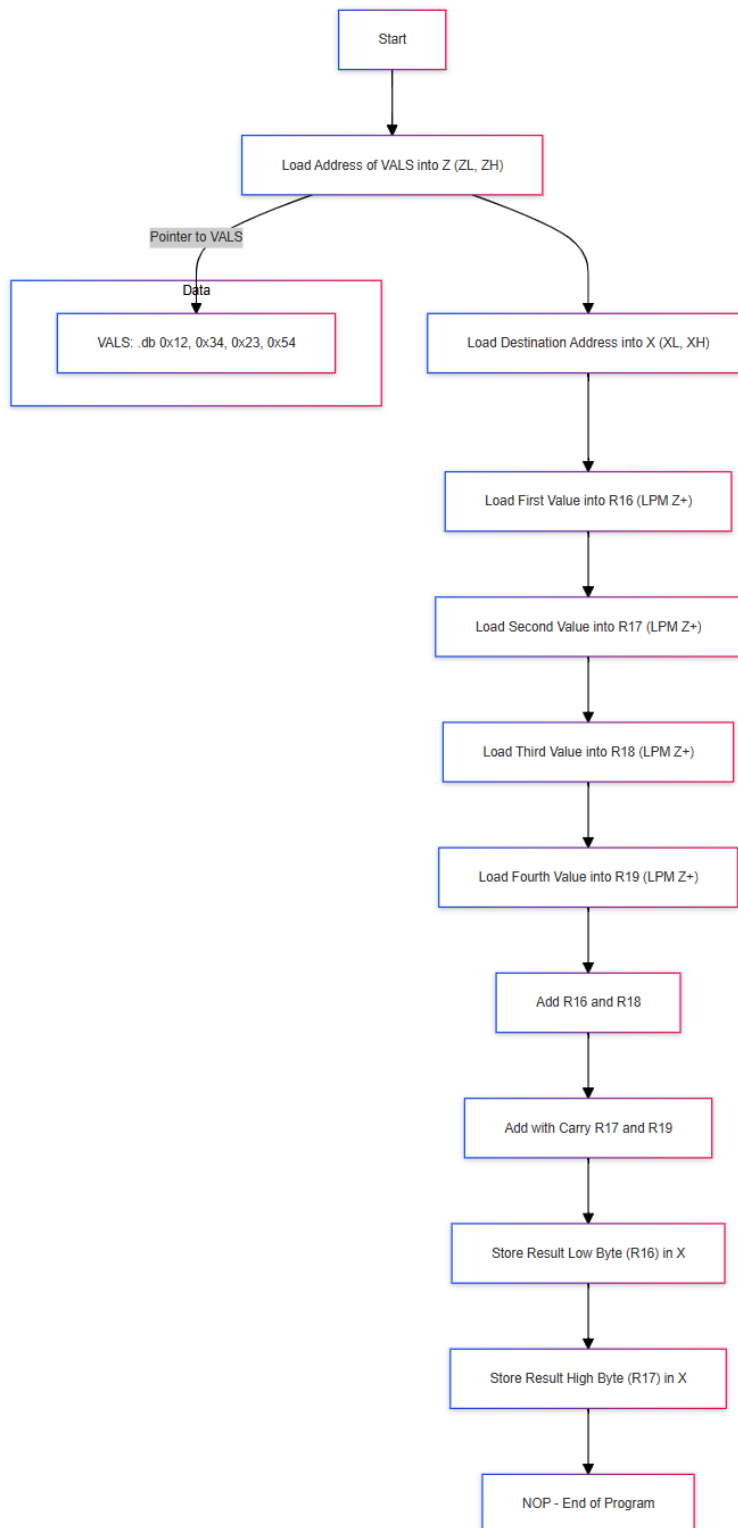 Start
Load Address of VALS into Z (ZL, ZH)
Pointer to VALS
Data
VALS: .db 0x12, 0x34, 0x23, 0x54
Load Destination Address into X (XL, XH)
Load First Value into R16 (LPM Z+)
Load Second Value into R17 (LPM Z+)
Load Third Value into R18 (LPM Z+)
Load Fourth Value into R19 (LPM Z+)
Add R16 and R18
Add with Carry R17 and R19
Store Result Low Byte (R16) in X
Store Result High Byte (R17) in X
NOP - End of Program